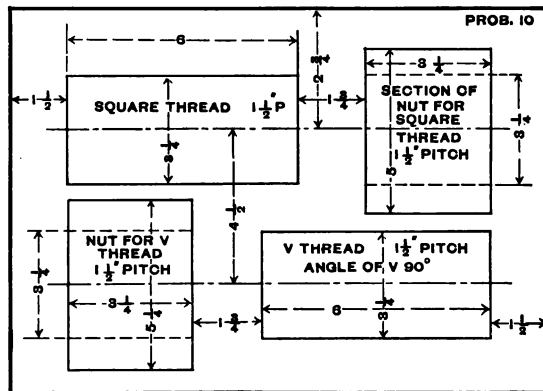 PROB. 10
6
2 3/4
3 1/4
1 1/2
SQUARE THREAD 1 1/2" P
1 3/4
SECTION OF
NUT FOR
SQUARE
THREAD
1 1/2" PITCH
3 1/4
5
3 1/4
4 1/2
NUT FOR V
THREAD
1 1/2" PITCH
3 1/4
3 1/4
5 1/4
1 3/4
V THREAD 1 1/2" PITCH
ANGLE OF V 90°
6
3 1/4
1 1/2